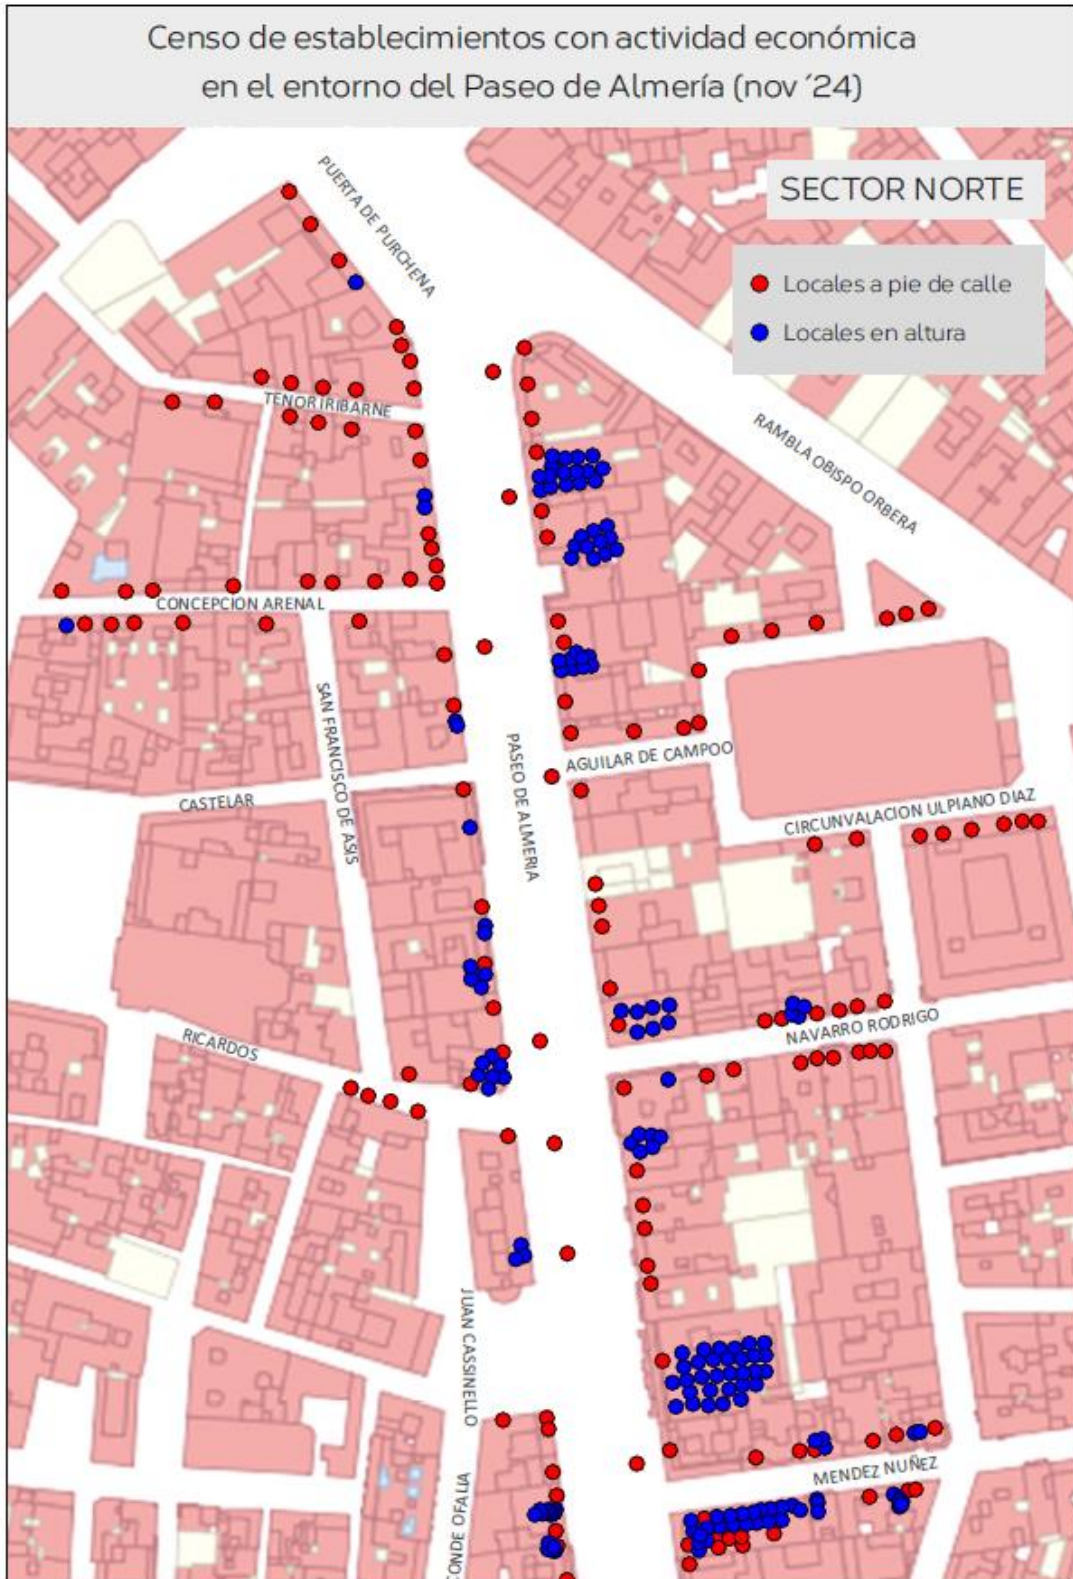 Censo de establecimientos con actividad económica
en el entorno del Paseo de Almería (nov ´24)
SECTOR NORTE
Locales a pie de calle
Locales en altura
PUERTA DE PURCHENA
TENOR IRIBARNE
RAMBLA OBISPO ORBERA
CONCEPCION ARENAL
SAN FRANCISCO DE ASIS
PASEO DE ALMERIA
AGUILAR DE CAMPOO
CASTELAR
CIRCUNVALACION ULPIANO DIAZ
RICARDOS
NAVARRO RODRIGO
JUAN CASSINELLO
MENDEZ NUÑEZ
CONDE OFALIA